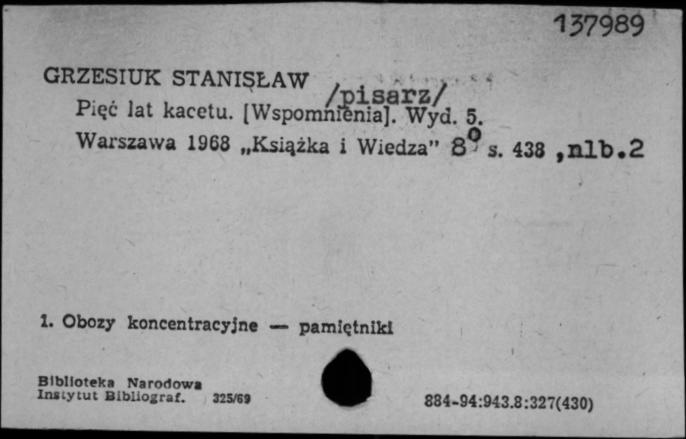 137989
GRZESIUK STANISŁAW /pisarz/
Pięć lat kacetu. [Wspomnienia]. Wyd. 5.
Warszawa 1968 „Książka i Wiedza” 8⁰ s. 438 ,nlb.2
1. Obozy koncentracyjne — pamiętniki
Biblioteka Narodowa
Instytut Bibliograf. 325/69
884-94:943.8:327(430)